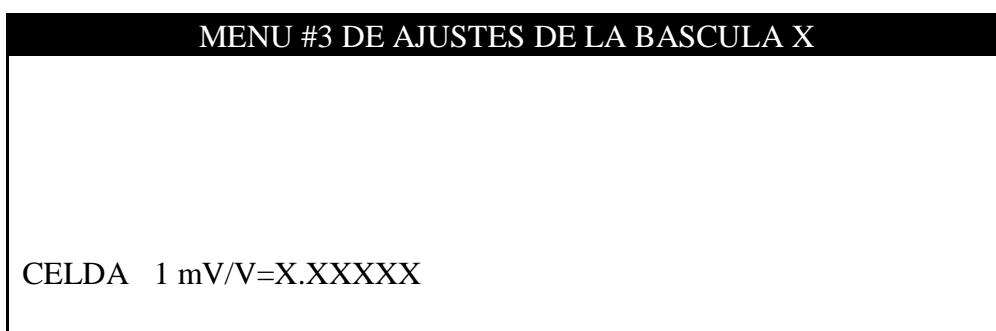 MENU #3 DE AJUSTES DE LA BASCULA X
CELDA 1 mV/V=X.XXXXX